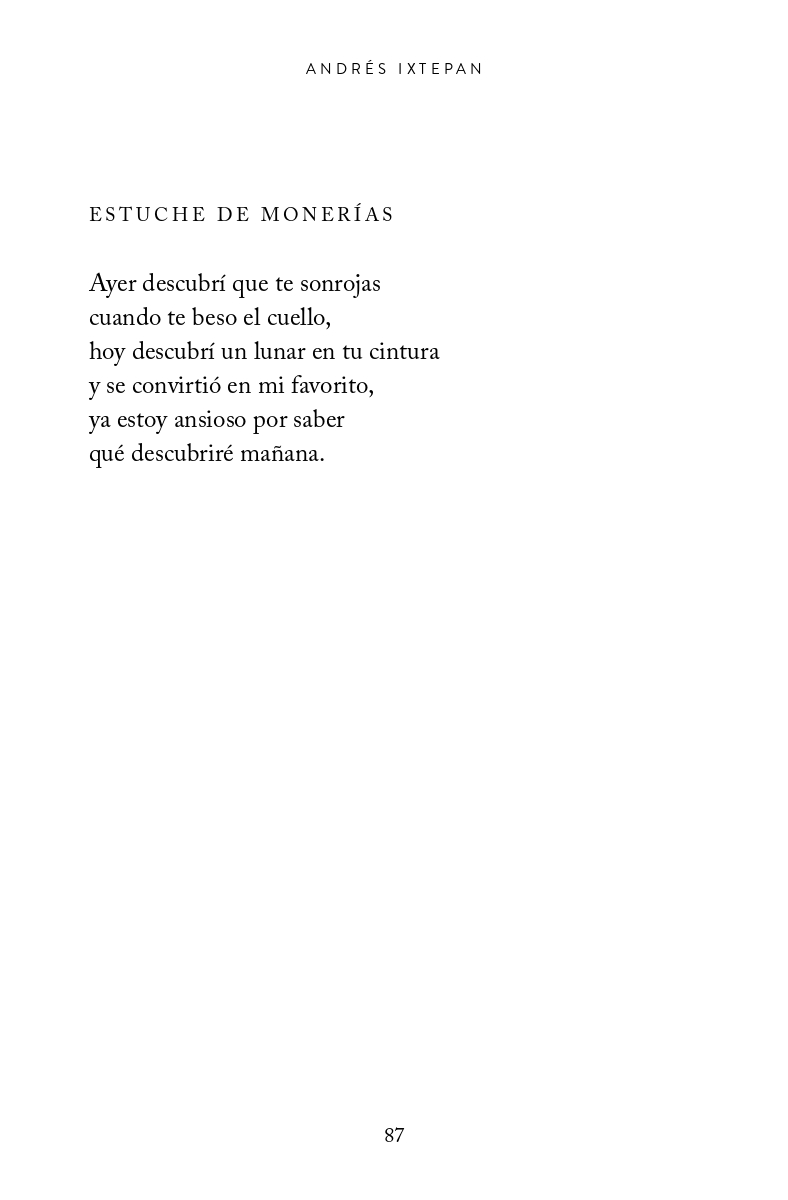 ANDRÉS IXTEPAN
ESTUCHE DE MONERÍAS
Ayer descubrí que te sonrojas
cuando te beso el cuello,
hoy descubrí un lunar en tu cintura
y se convirtió en mi favorito,
ya estoy ansioso por saber
qué descubriré mañana.
87